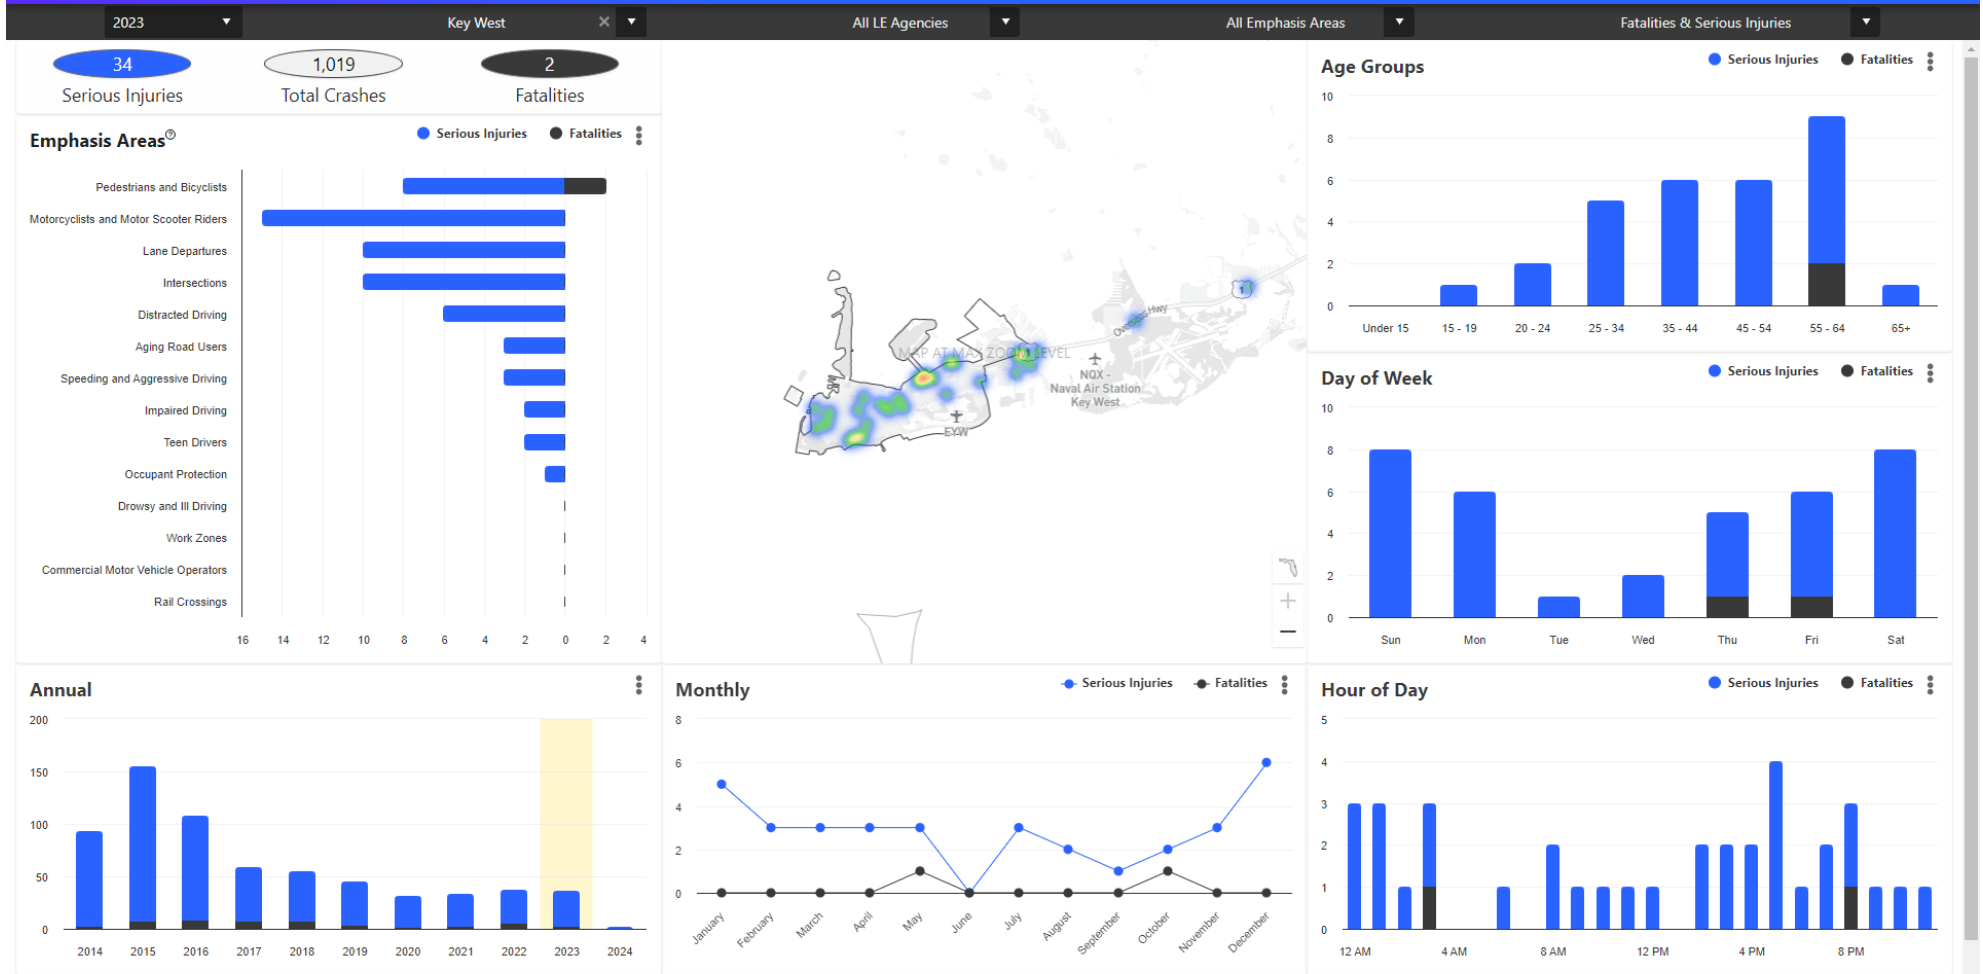 2023 Key West All LE Agencies All Emphasis Areas Fatalities & Serious Injuries
34 1,019 2
Serious Injuries Total Crashes Fatalities
Emphasis Areas
Serious Injuries Fatalities
Pedestrians and Bicyclists
Motorcyclists and Motor Scooter Riders
Lane Departures
Intersections
Distracted Driving
Aging Road Users
Speeding and Aggressive Driving
Impaired Driving
Teen Drivers
Occupant Protection
Drowsy and Ill Driving
Work Zones
Commercial Motor Vehicle Operators
Rail Crossings
16 14 12 10 8 6 4 2 0 2 4
MAP AT MAX ZOOM LEVEL
Overseas Hwy
1
NQX -
Naval Air Station
Key West
EYW
Age Groups
Serious Injuries Fatalities
10
8
6
4
2
0
Under 15 15 - 19 20 - 24 25 - 34 35 - 44 45 - 54 55 - 64 65+
Day of Week
Serious Injuries Fatalities
10
8
6
4
2
0
Sun Mon Tue Wed Thu Fri Sat
Annual
200
150
100
50
0
2014 2015 2016 2017 2018 2019 2020 2021 2022 2023 2024
Monthly
Serious Injuries Fatalities
8
6
4
2
0
January February March April May June July August September October November December
Hour of Day
Serious Injuries Fatalities
5
4
3
2
1
0
12 AM 4 AM 8 AM 12 PM 4 PM 8 PM